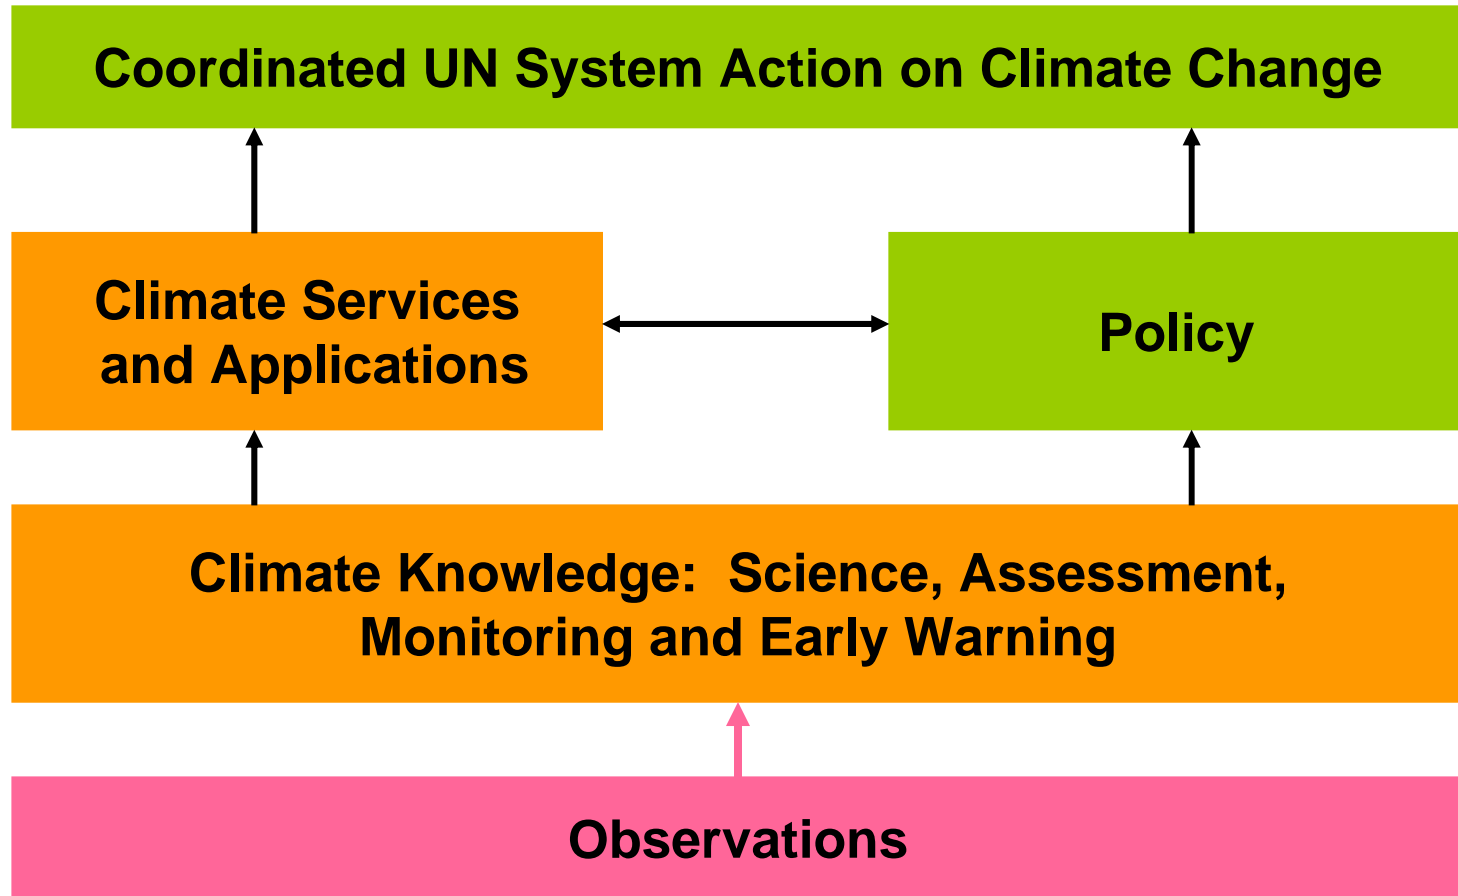 Coordinated UN System Action on Climate Change
Climate Services
and Applications
Policy
Climate Knowledge:  Science, Assessment,
Monitoring and Early Warning
Observations